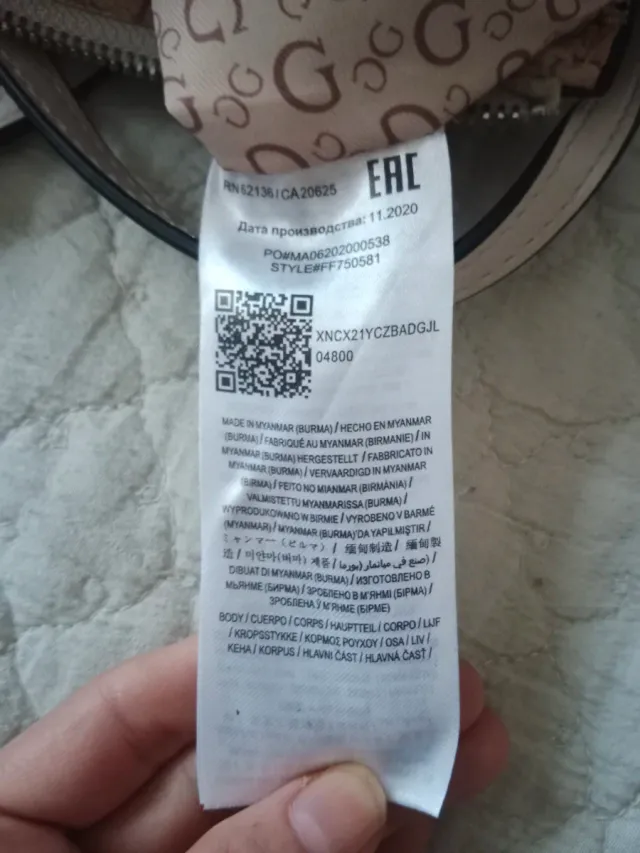 RN 62136 / CA 20625
EAC
Дата производства: 11.2020
PO#MA06202000538
STYLE#FF750581
XNCX21YCZBADGJL
04800
MADE IN MYANMAR (BURMA) / HECHO EN MYANMAR
(BURMA) / FABRIQUÉ AU MYANMAR (BIRMANIE) / IN
MYANMAR (BURMA) HERGESTELLT / FABBRICATO IN
MYANMAR (BURMA) / VERVAARDIGD IN MYANMAR
(BIRMA) / FEITO NO MIANMAR (BIRMÂNIA) /
VALMISTETTU MYANMARISSA (BURMA) /
WYPRODUKOWANO W BIRMIE / VYROBENO V BARMĚ
(MYANMAR) / MYANMAR (BURMA)'DA YAPILMIŞTIR /
ミャンマー (ビルマ) / 缅甸制造 / 緬甸製
造 / 미얀마(버마) 제품 / صنع في ميانمار (بورما) /
DIBUAT DI MYANMAR (BURMA) / ИЗГОТОВЛЕНО В
МЬЯНМЕ (БИРМА) / ЗРОБЛЕНО В М'ЯНМІ (БІРМА) /
ЗРОБЛЕНА Ў М'ЯНМЕ (БІРМЕ)
BODY / CUERPO / CORPS / HAUPTTEIL / CORPO / LIJF
/ KROPSSTYKKE / ΚΟΡΜΟΣ ΡΟΥΧΟΥ / OSA / LIV /
KEHA / KORPUS / HLAVNI ČÁST / HLAVNÁ ČASŤ /